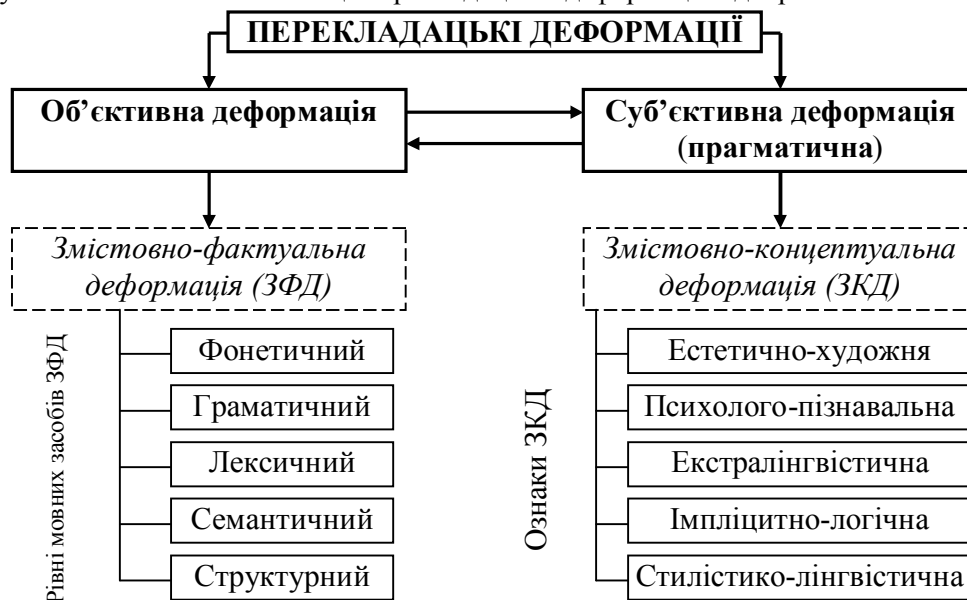 ПЕРЕКЛАДАЦЬКІ ДЕФОРМАЦІЇ
Об’єктивна деформація
Суб’єктивна деформація
(прагматична)
Змістовно-фактуальна
деформація (ЗФД)
Змістовно-концептуальна
деформація (ЗКД)
Рівні мовних засобів ЗФД
Фонетичний
Граматичний
Лексичний
Семантичний
Структурний
Ознаки ЗКД
Естетично-художня
Психолого-пізнавальна
Екстралінгвістична
Імпліцитно-логічна
Стилістико-лінгвістична